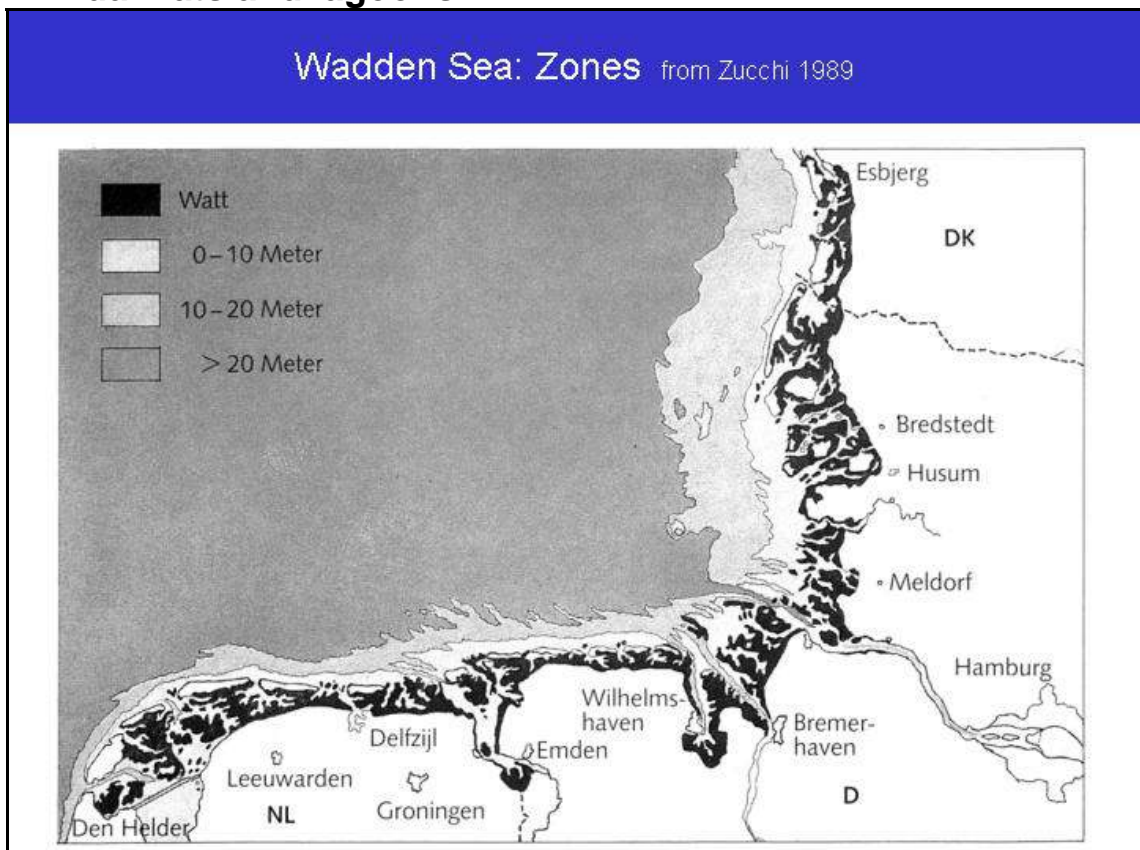 Wadden Sea: Zones from Zucchi 1989
Watt
0–10 Meter
10–20 Meter
> 20 Meter
Esbjerg
DK
Bredstedt
Husum
Meldorf
Hamburg
Wilhelms-
haven
Bremer-
haven
Delfzijl
Emden
Leeuwarden
Groningen
NL
D
Den Helder